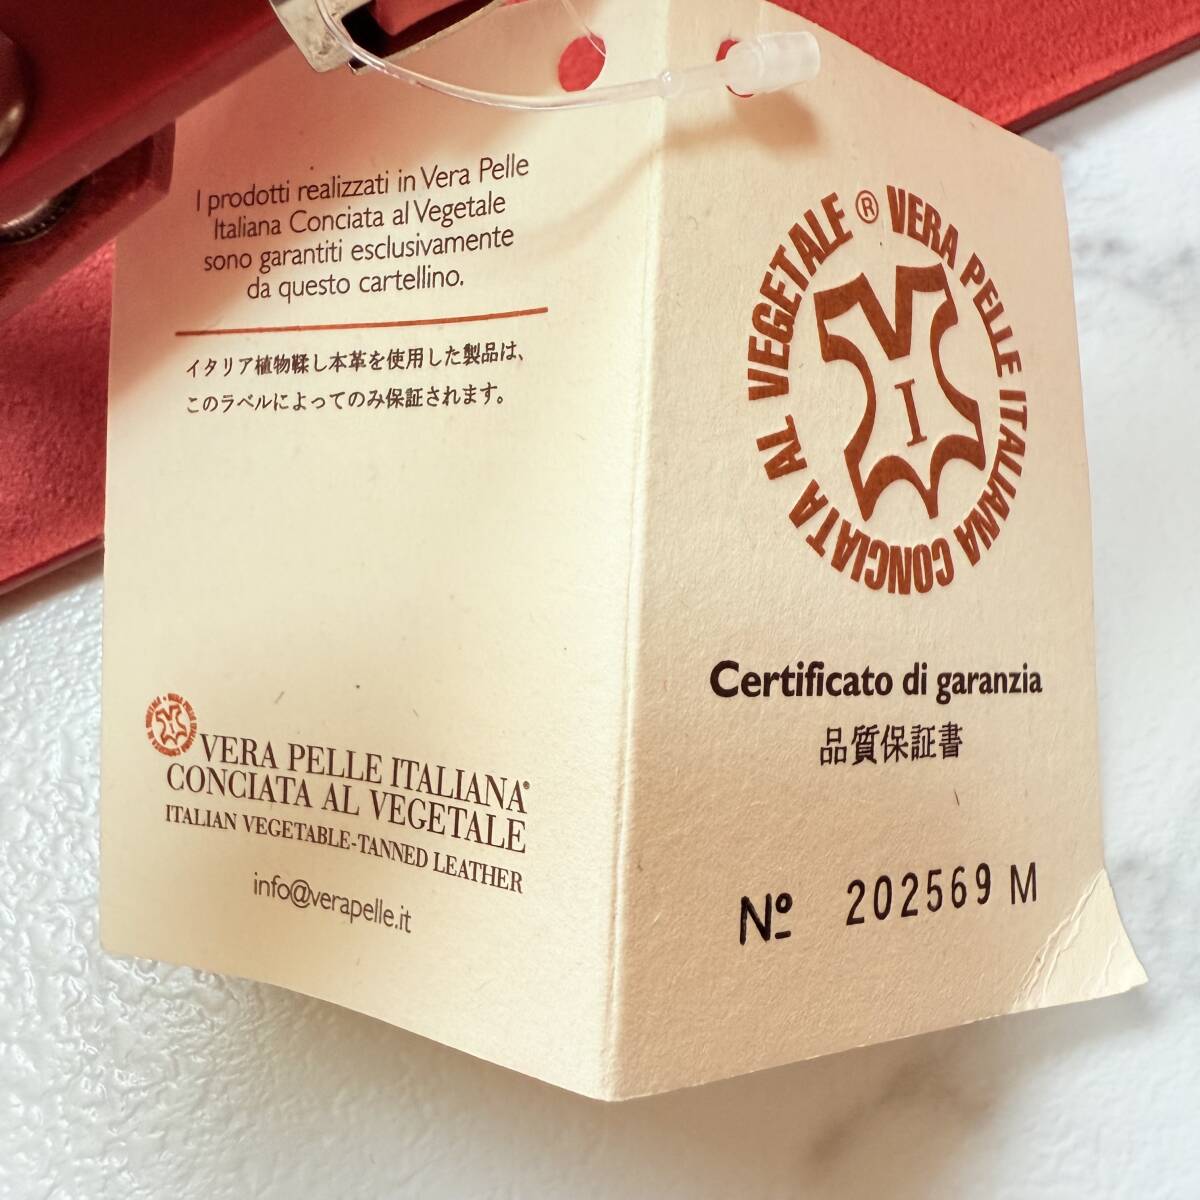 I prodotti realizzati in Vera Pelle
Italiana Conciata al Vegetale
sono garantiti esclusivamente
da questo cartellino.
イタリア植物鞣し本革を使用した製品は、
このラベルによってのみ保証されます。
VERA PELLE ITALIANA®
CONCIATA AL VEGETALE
ITALIAN VEGETABLE-TANNED LEATHER
info@verapelle.it
® VERA PELLE ITALIANA CONCIATA AL VEGETALE
I
Certificato di garanzia
品質保証書
Nº 202569 M